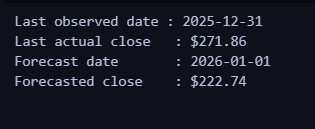 Last observed date : 2025-12-31
Last actual close   : $271.86
Forecast date       : 2026-01-01
Forecasted close    : $222.74